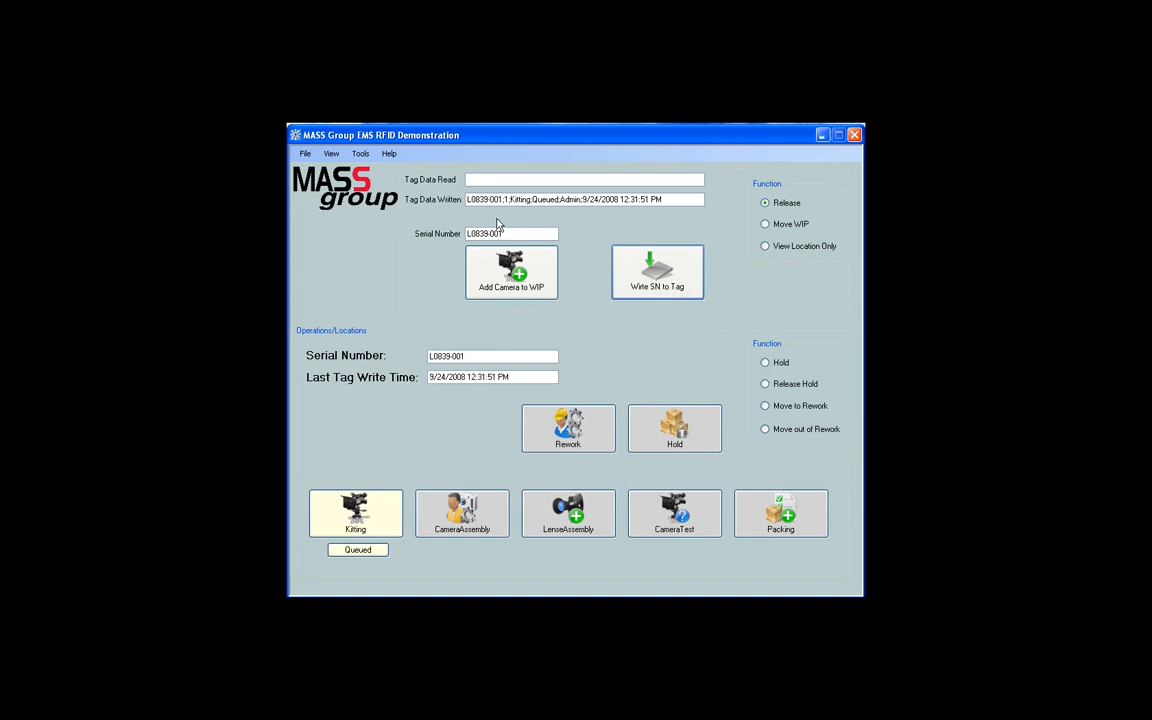 MASS Group EMS RFID Demonstration
File View Tools Help
MASS group
Tag Data Read
Tag Data Written L0839-001;1;Kitting;Queued;Admin;9/24/2008 12:31:51 PM
Serial Number L0839-001
Add Camera to WIP
Write SN to Tag
Function
Release
Move WIP
View Location Only
Operations/Locations
Serial Number: L0839-001
Last Tag Write Time: 9/24/2008 12:31:51 PM
Function
Hold
Release Hold
Move to Rework
Move out of Rework
Rework Hold
Kitting CameraAssembly LenseAssembly CameraTest Packing
Queued